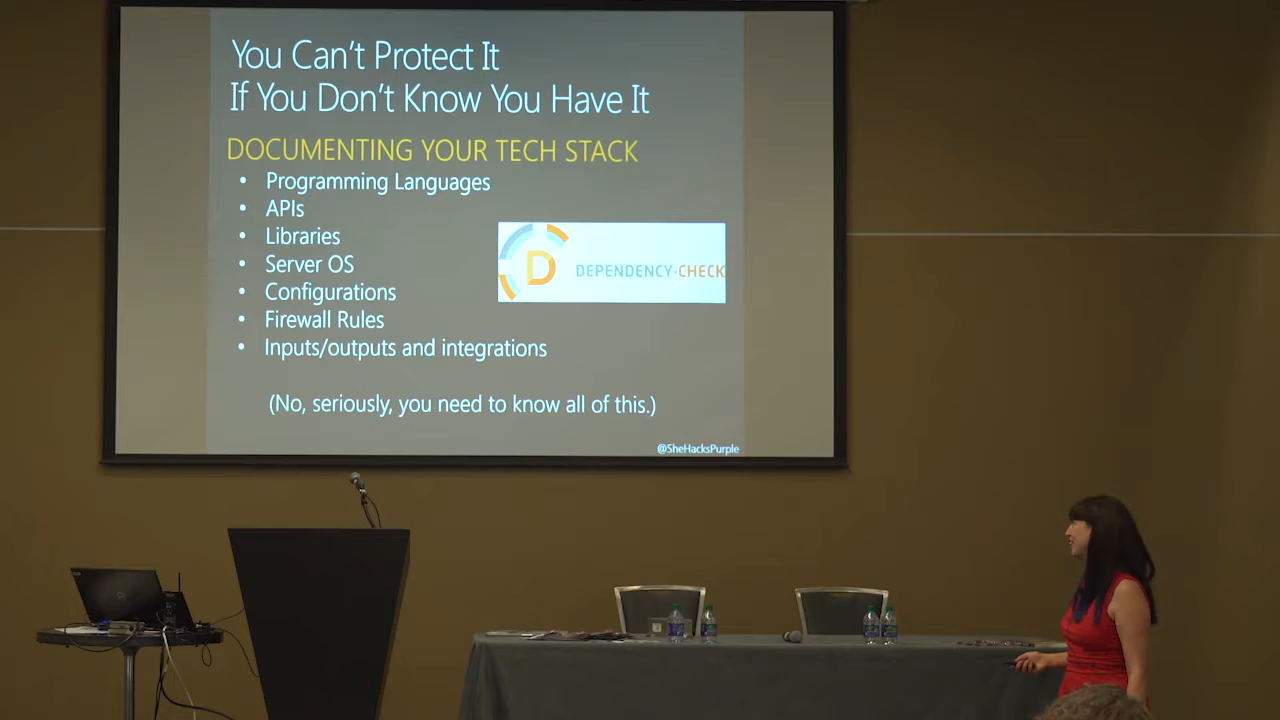 You Can't Protect It
If You Don't Know You Have It
DOCUMENTING YOUR TECH STACK
• Programming Languages
• APIs
• Libraries
• Server OS
• Configurations
• Firewall Rules
• Inputs/outputs and integrations
D DEPENDENCY-CHECK
(No, seriously, you need to know all of this.)
@SheHacksPurple